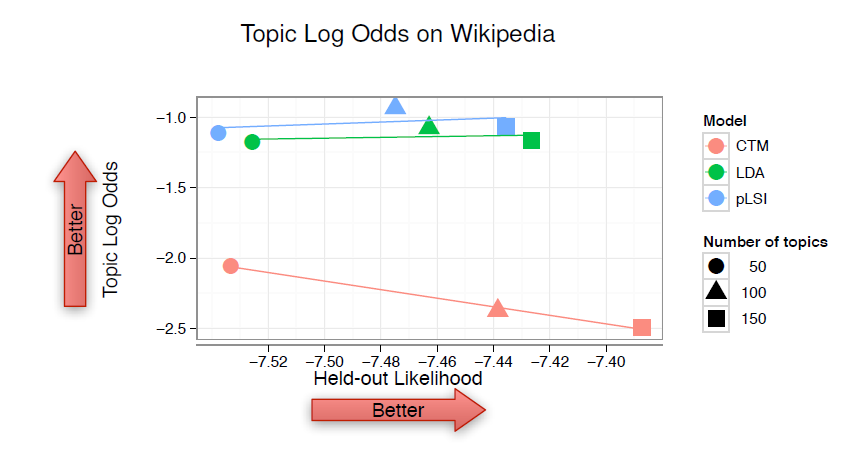 Topic Log Odds on Wikipedia
Better
Topic Log Odds
−1.0
−1.5
−2.0
−2.5
−7.52 −7.50 −7.48 −7.46 −7.44 −7.42 −7.40
Held-out Likelihood
Better
Model
CTM
LDA
pLSI
Number of topics
50
100
150